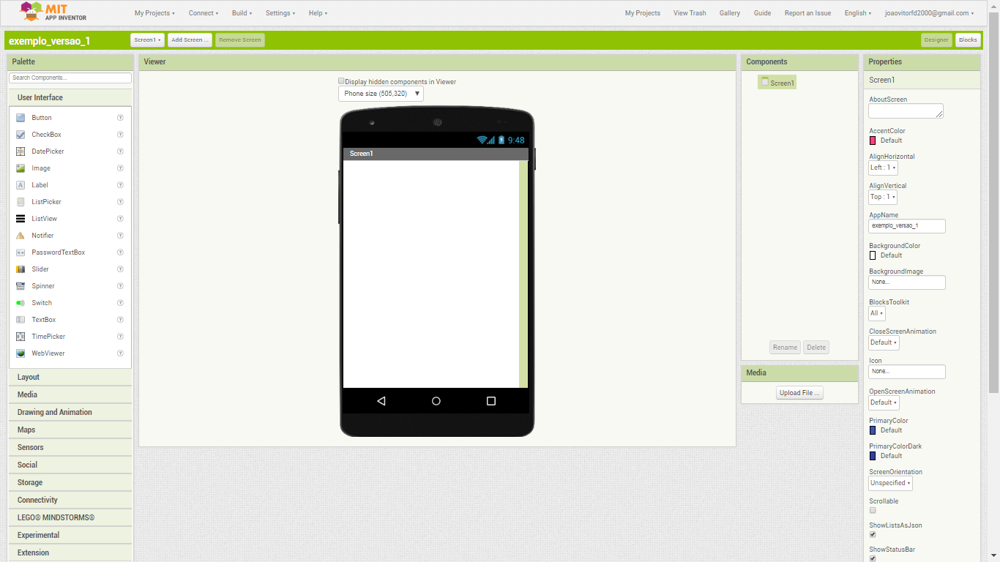 MIT
APP INVENTOR
My Projects Connect Build Settings Help
My Projects View Trash Gallery Guide Report an Issue English joaovitorfd2000@gmail.com
exemplo_versao_1 Screen1 Add Screen ... Remove Screen Designer Blocks
Palette
Search Components...
User Interface
Button
CheckBox
DatePicker
Image
Label
ListPicker
ListView
Notifier
PasswordTextBox
Slider
Spinner
Switch
TextBox
TimePicker
WebViewer
Layout
Media
Drawing and Animation
Maps
Sensors
Social
Storage
Connectivity
LEGO® MINDSTORMS®
Experimental
Extension
Viewer
Display hidden components in Viewer
Phone size (505,320)
9:48
Screen1
Components
Screen1
Rename Delete
Media
Upload File ...
Properties
Screen1
AboutScreen
AccentColor
Default
AlignHorizontal
Left : 1
AlignVertical
Top : 1
AppName
exemplo_versao_1
BackgroundColor
Default
BackgroundImage
None...
BlocksToolkit
All
CloseScreenAnimation
Default
Icon
None...
OpenScreenAnimation
Default
PrimaryColor
Default
PrimaryColorDark
Default
ScreenOrientation
Unspecified
Scrollable
ShowListsAsJson
ShowStatusBar